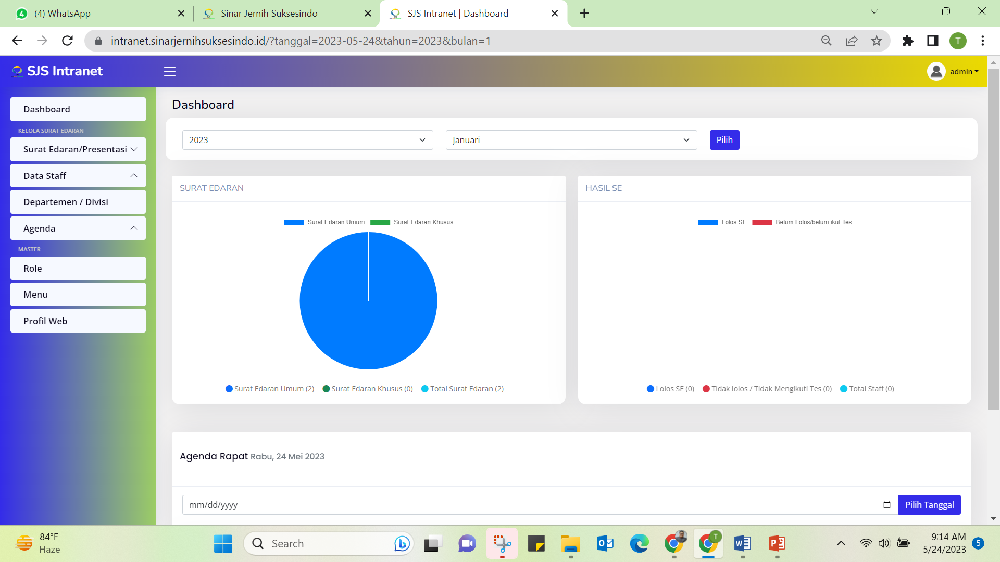 4 (4) WhatsApp
Sinar Jernih Suksesindo
SJS Intranet | Dashboard
intranet.sinarjernihsuksesindo.id/?tanggal=2023-05-24&tahun=2023&bulan=1
T
SJS Intranet
admin
Dashboard
KELOLA SURAT EDARAN
Surat Edaran/Presentasi
Data Staff
Departemen / Divisi
Agenda
MASTER
Role
Menu
Profil Web
Dashboard
2023
Januari
Pilih
SURAT EDARAN
Surat Edaran Umum
Surat Edaran Khusus
Surat Edaran Umum (2)
Surat Edaran Khusus (0)
Total Surat Edaran (2)
HASIL SE
Lolos SE
Belum Lolos/belum ikut Tes
Lolos SE (0)
Tidak lolos / Tidak Mengikuti Tes (0)
Total Staff (0)
Agenda Rapat Rabu, 24 Mei 2023
mm/dd/yyyy
Pilih Tanggal
84°F
Haze
Search
T
9:14 AM
5/24/2023
5